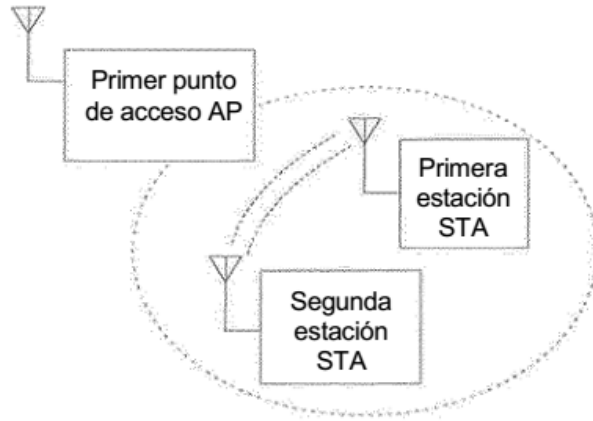 Primer punto
de acceso AP
Primera
estación
STA
Segunda
estación
STA